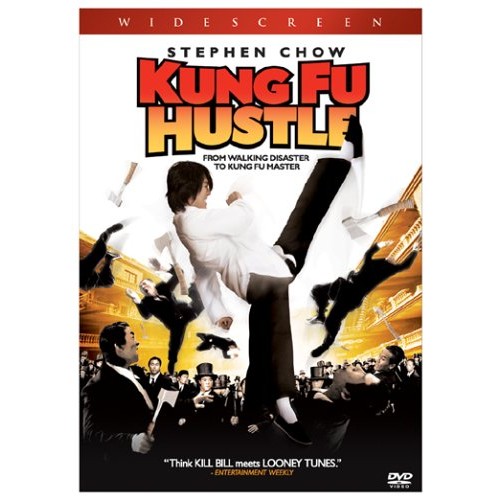 WIDESCREEN
STEPHEN CHOW
KUNG FU
HUSTLE
FROM WALKING DISASTER
TO KUNG FU MASTER
"Think KILL BILL meets LOONEY TUNES."
- ENTERTAINMENT WEEKLY
DVD
VIDEO